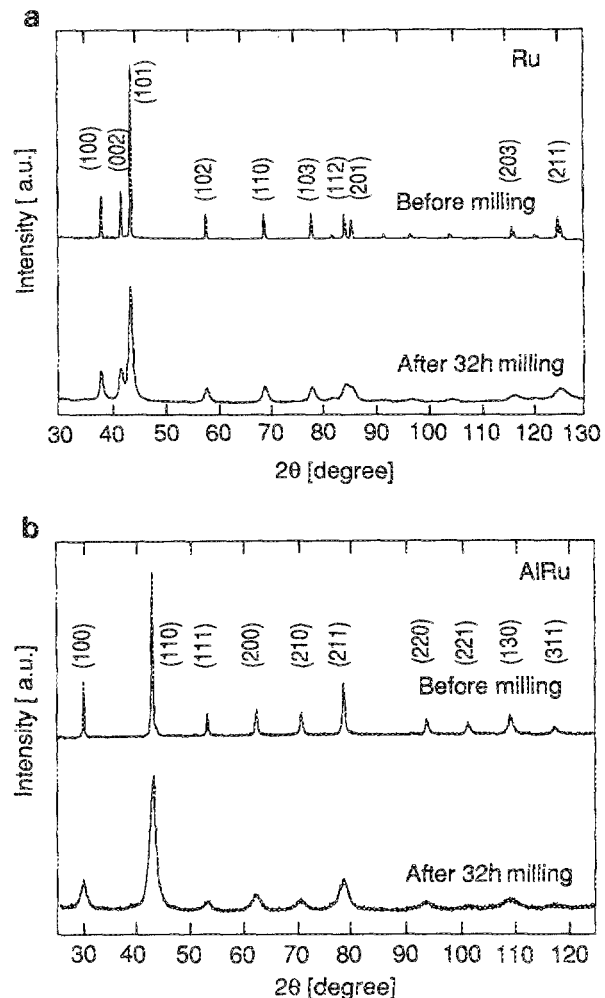 a
Ru
(100)
(002)
(101)
(102)
(110)
(103)
(112)
(201)
(203)
(211)
Before milling
After 32h milling
Intensity [ a.u.]
30 40 50 60 70 80 90 100 110 120 130
2θ [degree]
b
AlRu
(100)
(110)
(111)
(200)
(210)
(211)
(220)
(221)
(130)
(311)
Before milling
After 32h milling
Intensity [ a.u.]
30 40 50 60 70 80 90 100 110 120
2θ [degree]